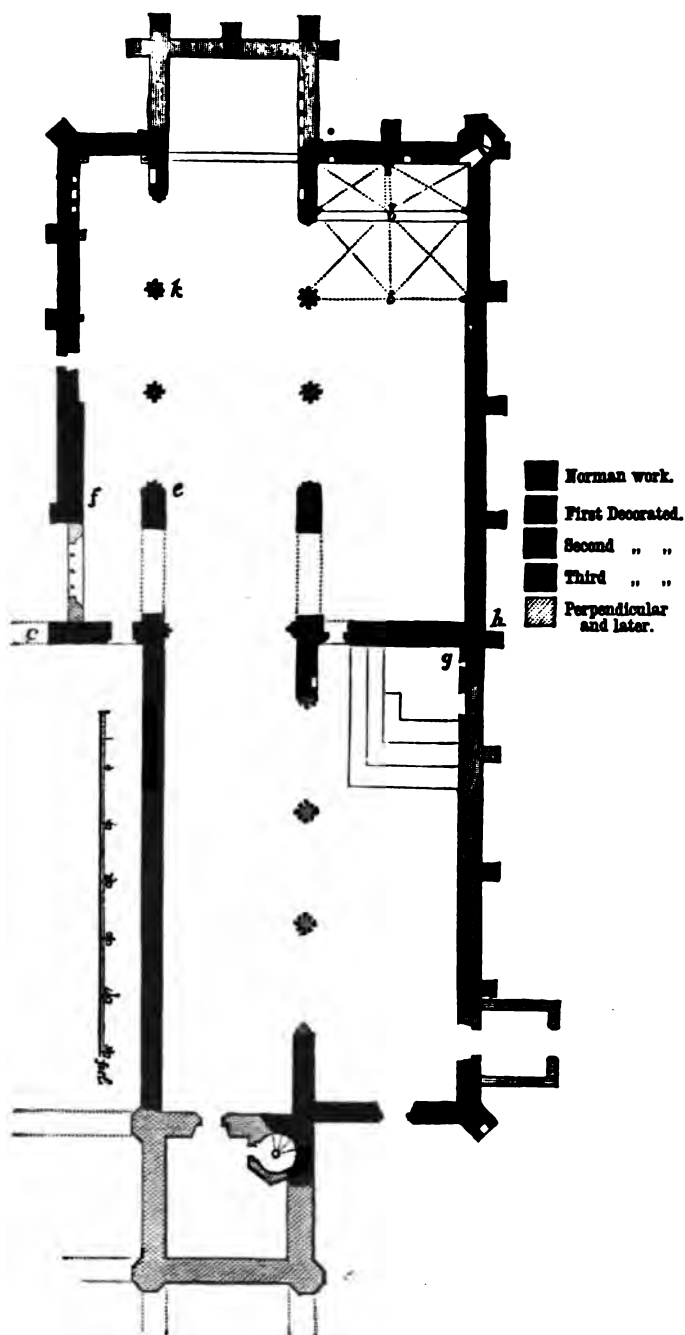 k
b
b
e
f
Norman work.
First Decorated.
Second „ „
Third „ „
Perpendicular
and later.
c
h
g